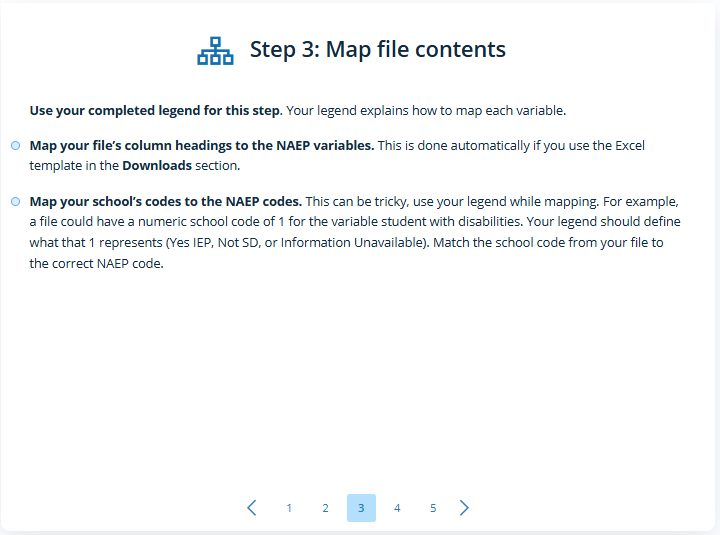 Step 3: Map file contents
Use your completed legend for this step. Your legend explains how to map each variable.
Map your file’s column headings to the NAEP variables. This is done automatically if you use the Excel
template in the Downloads section.
Map your school’s codes to the NAEP codes. This can be tricky, use your legend while mapping. For example,
a file could have a numeric school code of 1 for the variable student with disabilities. Your legend should define
what that 1 represents (Yes IEP, Not SD, or Information Unavailable). Match the school code from your file to
the correct NAEP code.
1 2 3 4 5